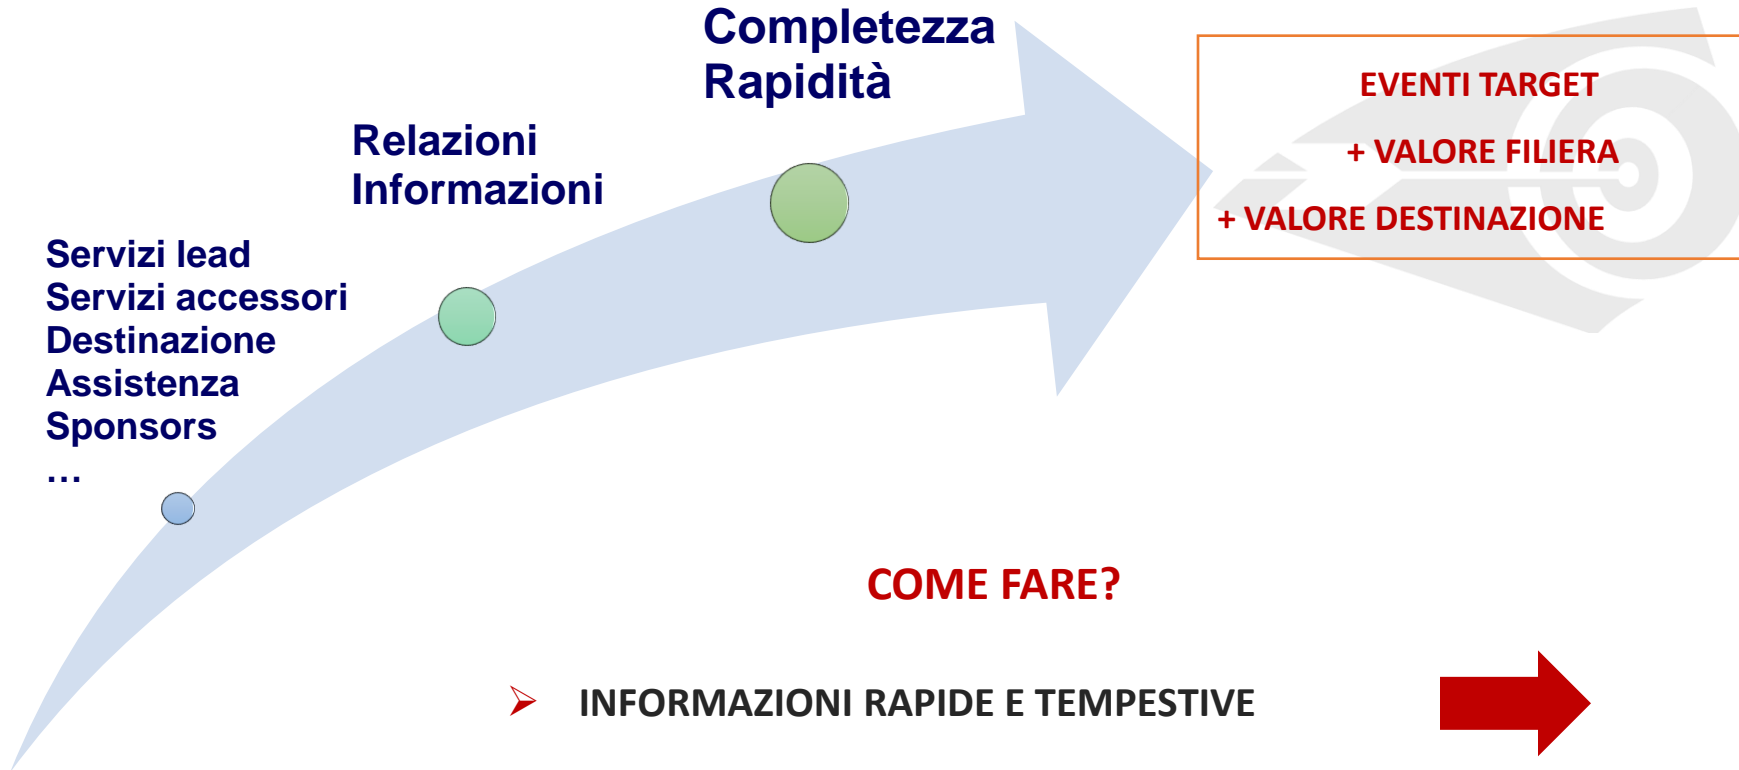 Completezza
Rapidità
Relazioni
Informazioni
Servizi lead
Servizi accessori
Destinazione
Assistenza
Sponsors
…
EVENTI TARGET
+ VALORE FILIERA
+ VALORE DESTINAZIONE
COME FARE?
INFORMAZIONI RAPIDE E TEMPESTIVE